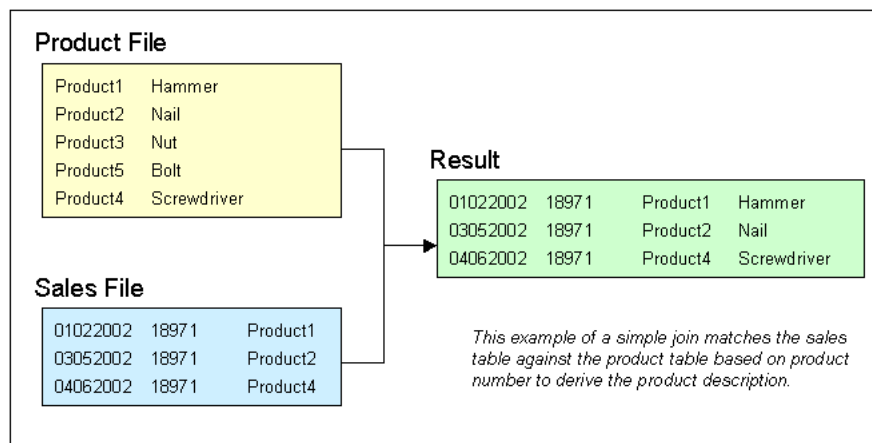 Product File
Product1 Hammer
Product2 Nail
Product3 Nut
Product5 Bolt
Product4 Screwdriver
Sales File
01022002 18971 Product1
03052002 18971 Product2
04062002 18971 Product4
Result
01022002 18971 Product1 Hammer
03052002 18971 Product2 Nail
04062002 18971 Product4 Screwdriver
This example of a simple join matches the sales
table against the product table based on product
number to derive the product description.